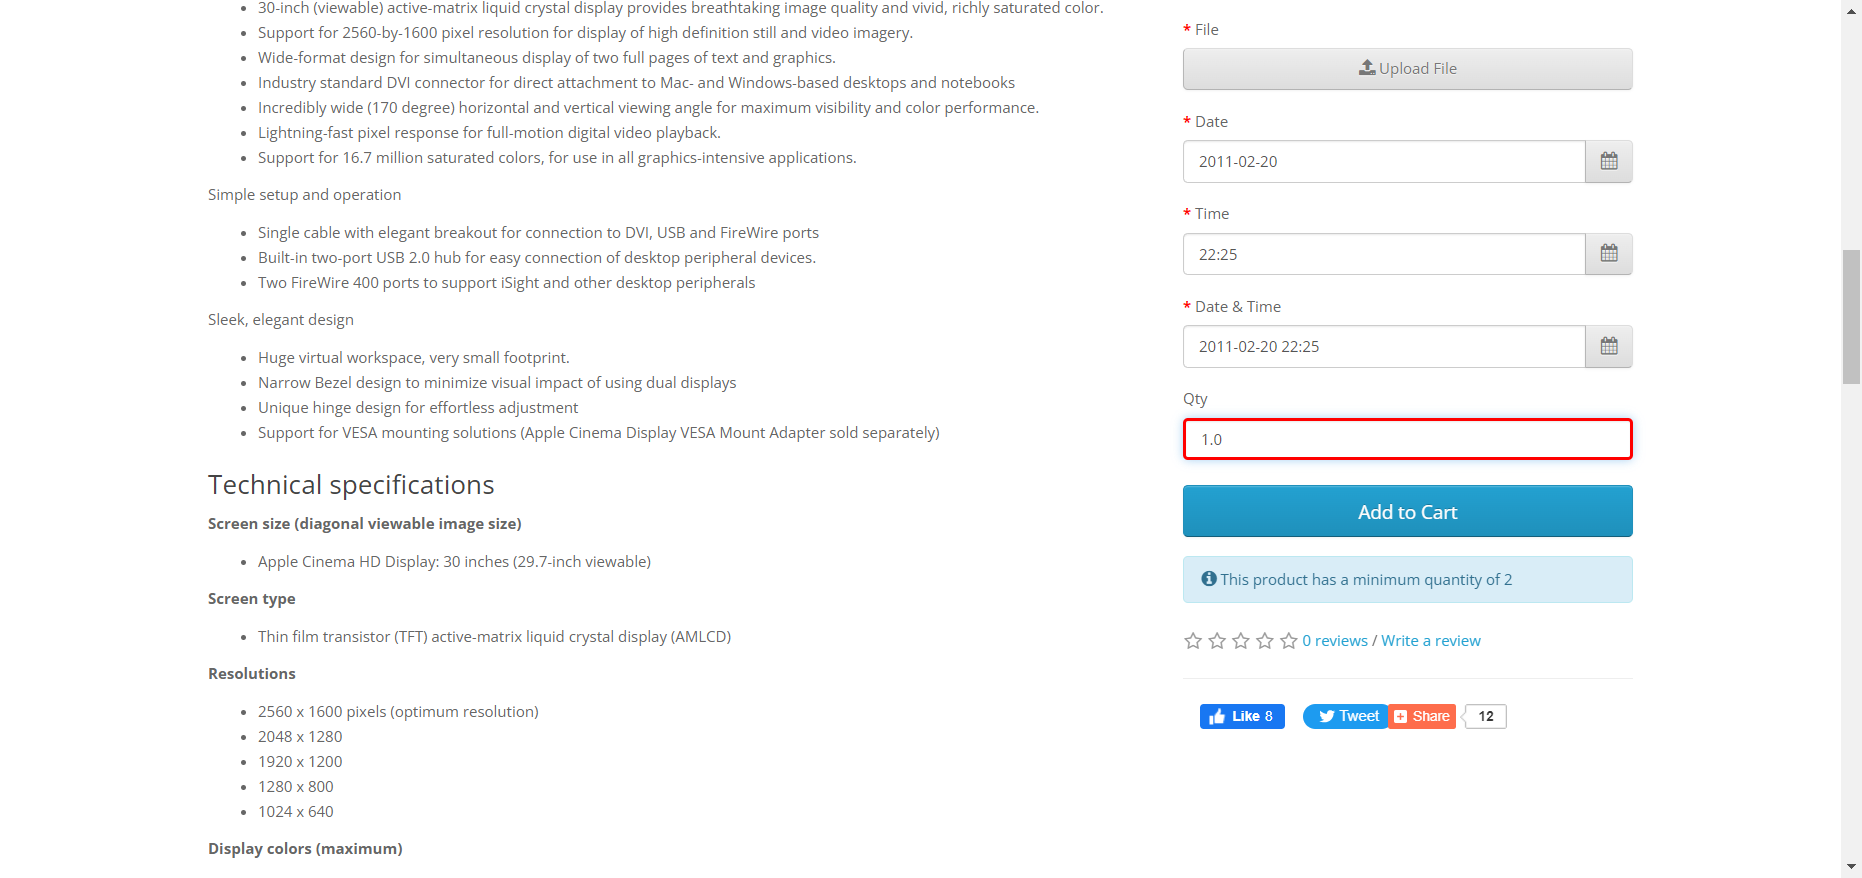 30-inch (viewable) active-matrix liquid crystal display provides breathtaking image quality and vivid, richly saturated color.
Support for 2560-by-1600 pixel resolution for display of high definition still and video imagery.
Wide-format design for simultaneous display of two full pages of text and graphics.
Industry standard DVI connector for direct attachment to Mac- and Windows-based desktops and notebooks
Incredibly wide (170 degree) horizontal and vertical viewing angle for maximum visibility and color performance.
Lightning-fast pixel response for full-motion digital video playback.
Support for 16.7 million saturated colors, for use in all graphics-intensive applications.
Simple setup and operation
Single cable with elegant breakout for connection to DVI, USB and FireWire ports
Built-in two-port USB 2.0 hub for easy connection of desktop peripheral devices.
Two FireWire 400 ports to support iSight and other desktop peripherals
Sleek, elegant design
Huge virtual workspace, very small footprint.
Narrow Bezel design to minimize visual impact of using dual displays
Unique hinge design for effortless adjustment
Support for VESA mounting solutions (Apple Cinema Display VESA Mount Adapter sold separately)
Technical specifications
Screen size (diagonal viewable image size)
Apple Cinema HD Display: 30 inches (29.7-inch viewable)
Screen type
Thin film transistor (TFT) active-matrix liquid crystal display (AMLCD)
Resolutions
2560 x 1600 pixels (optimum resolution)
2048 x 1280
1920 x 1200
1280 x 800
1024 x 640
Display colors (maximum)
* File
Upload File
* Date
2011-02-20
* Time
22:25
* Date & Time
2011-02-20 22:25
Qty
1.0
Add to Cart
This product has a minimum quantity of 2
0 reviews / Write a review
Like 8
Tweet
Share
12